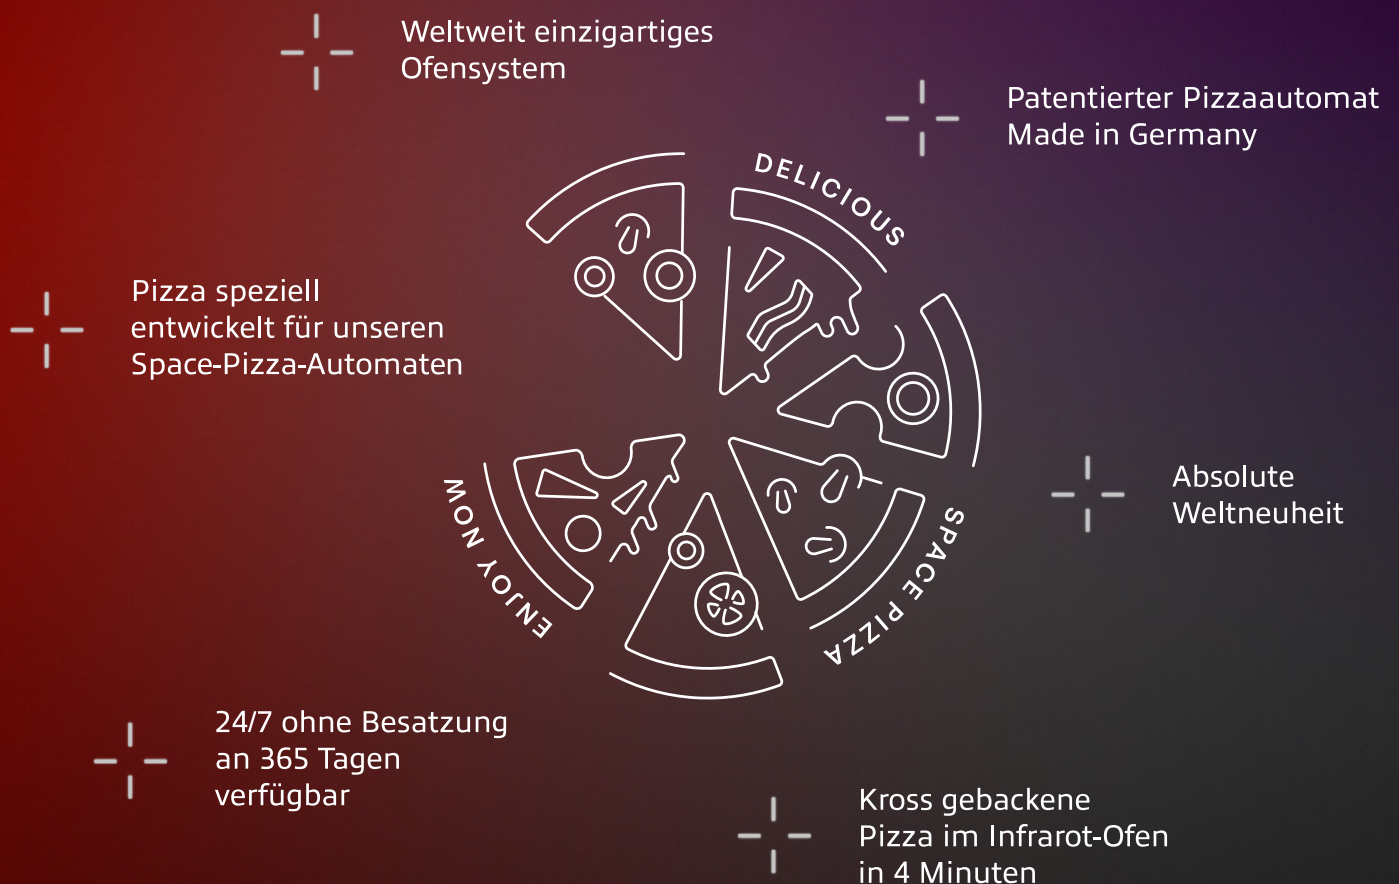 Weltweit einzigartiges
Ofensystem
Patentierter Pizzaautomat
Made in Germany
DELICIOUS
Pizza speziell
entwickelt für unseren
Space-Pizza-Automaten
Absolute
Weltneuheit
SPACE PIZZA
ENJOY NOW
24/7 ohne Besatzung
an 365 Tagen
verfügbar
Kross gebackene
Pizza im Infrarot-Ofen
in 4 Minuten